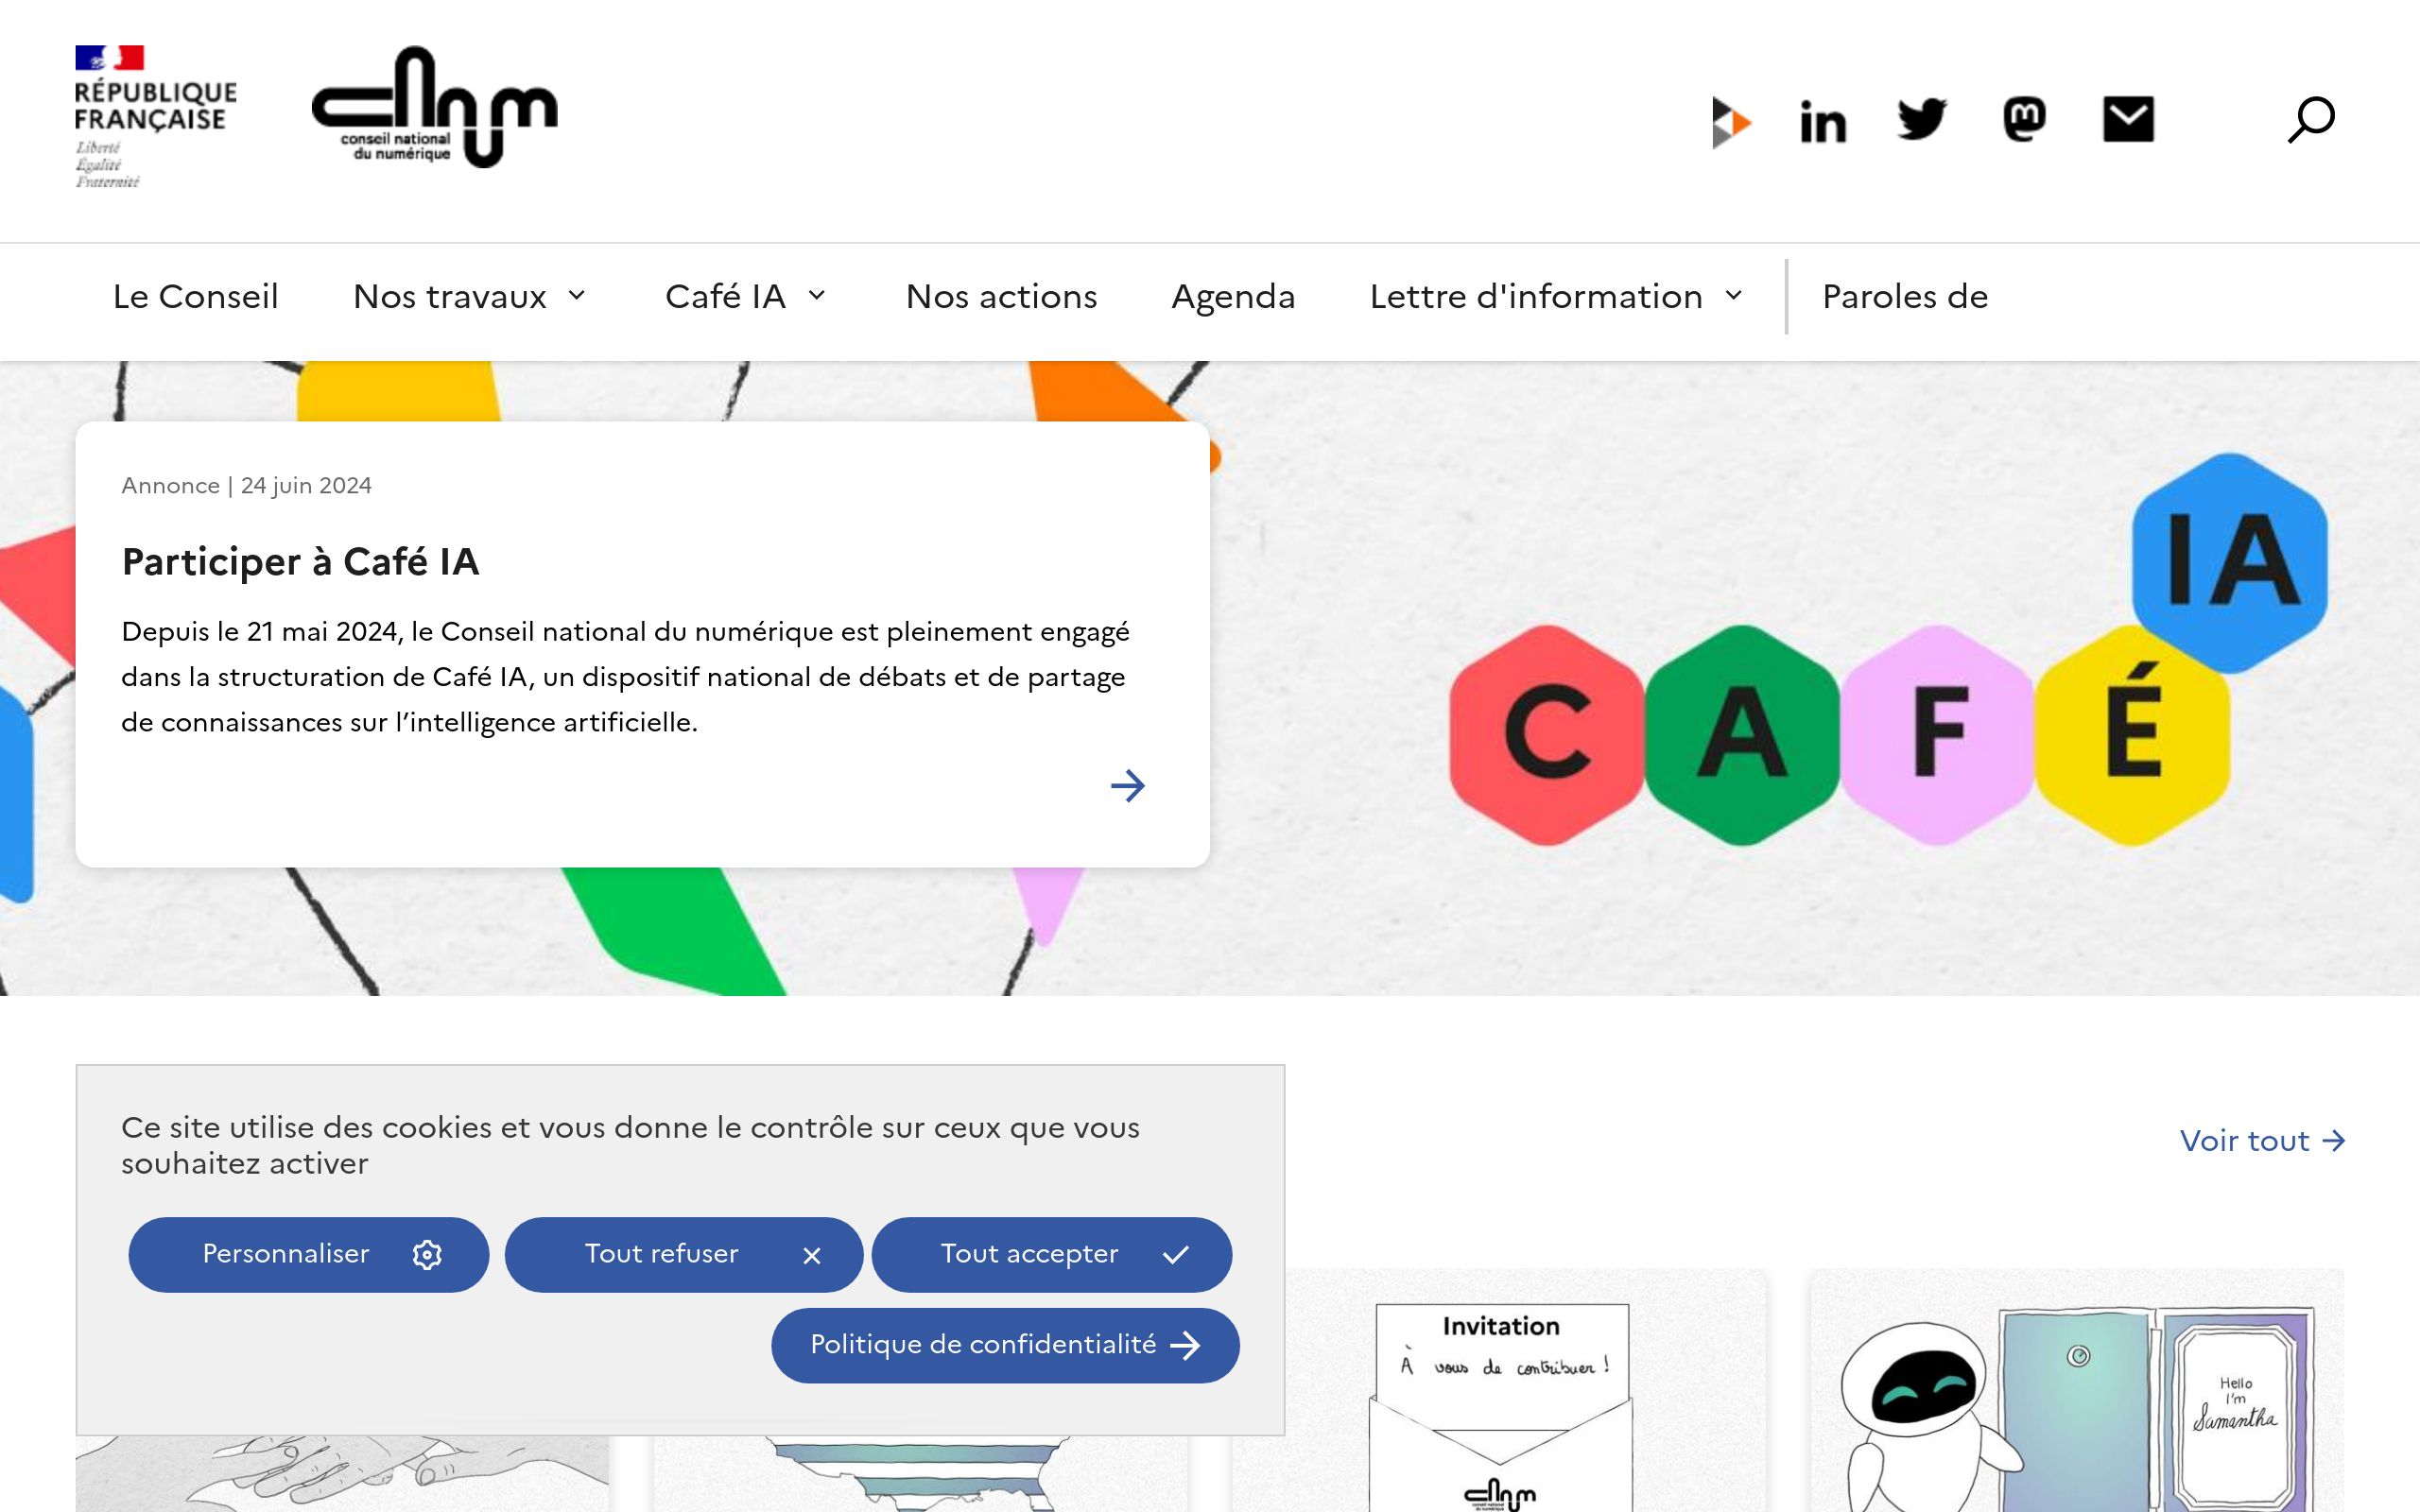 RÉPUBLIQUE
FRANÇAISE
Liberté
Égalité
Fraternité
conseil national
du numérique
Le Conseil
Nos travaux
Café IA
Nos actions
Agenda
Lettre d'information
Paroles de
Annonce | 24 juin 2024
Participer à Café IA
Depuis le 21 mai 2024, le Conseil national du numérique est pleinement engagé
dans la structuration de Café IA, un dispositif national de débats et de partage
de connaissances sur l’intelligence artificielle.
IA
CAFÉ
Ce site utilise des cookies et vous donne le contrôle sur ceux que vous
souhaitez activer
Personnaliser
Tout refuser
Tout accepter
Politique de confidentialité
Voir tout
Invitation
À vous de contribuer !
cnnum
Hello
I'm
Samantha